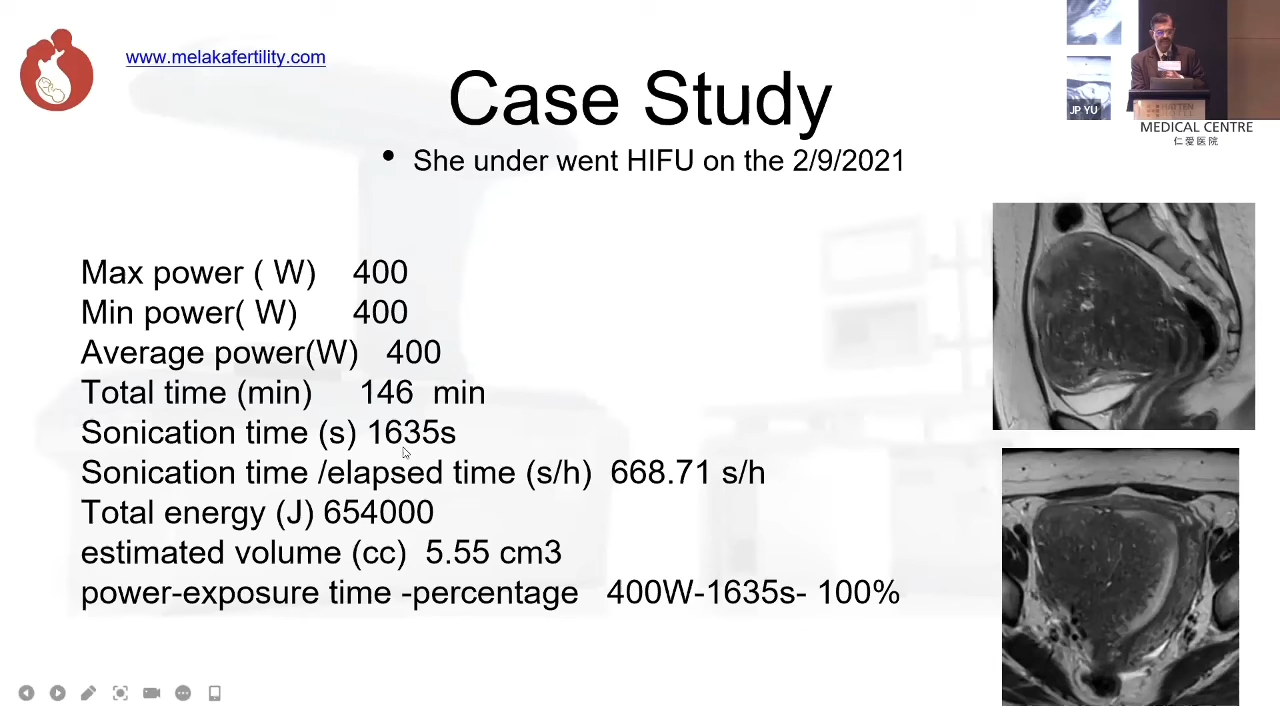 www.melakafertility.com
Case Study
• She under went HIFU on the 2/9/2021
JP YU
MEDICAL CENTRE
仁爱医院
Max power ( W) 400
Min power( W) 400
Average power(W) 400
Total time (min) 146 min
Sonication time (s) 1635s
Sonication time /elapsed time (s/h) 668.71 s/h
Total energy (J) 654000
estimated volume (cc) 5.55 cm3
power-exposure time -percentage 400W-1635s- 100%